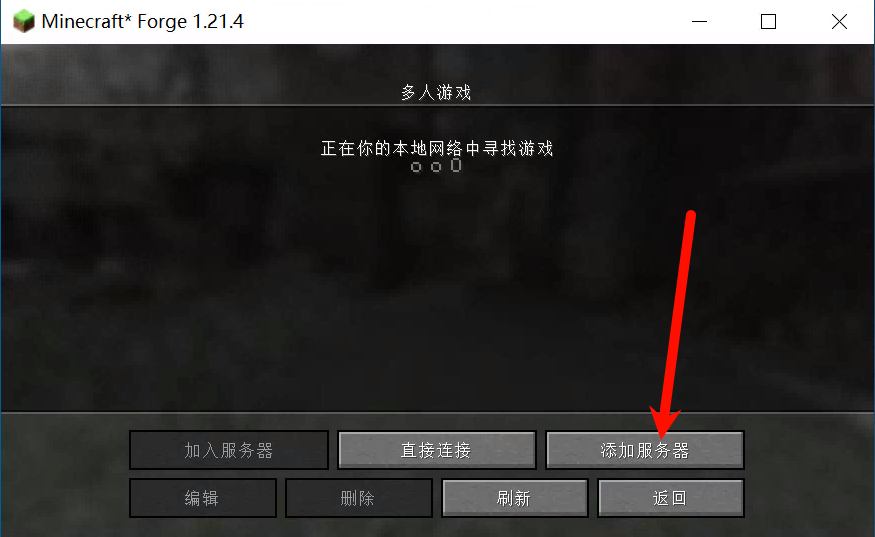 Minecraft* Forge 1.21.4
多人游戏
正在你的本地网络中寻找游戏
o o O
加入服务器 直接连接 添加服务器
编辑 删除 刷新 返回